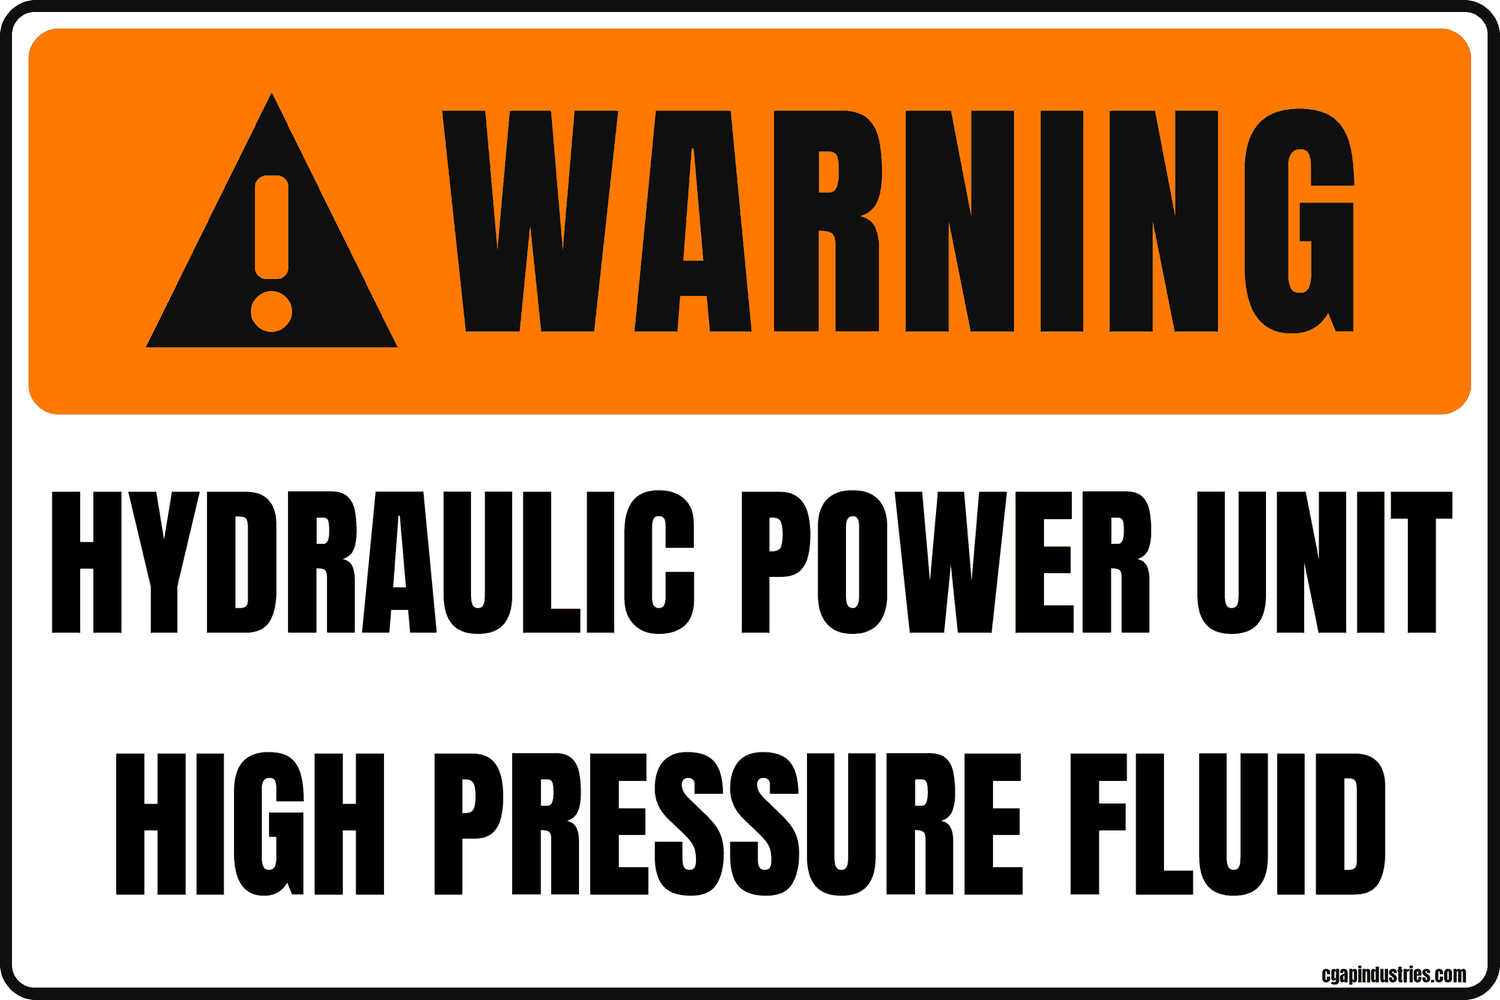 WARNING
HYDRAULIC POWER UNIT
HIGH PRESSURE FLUID
cgapindustries.com